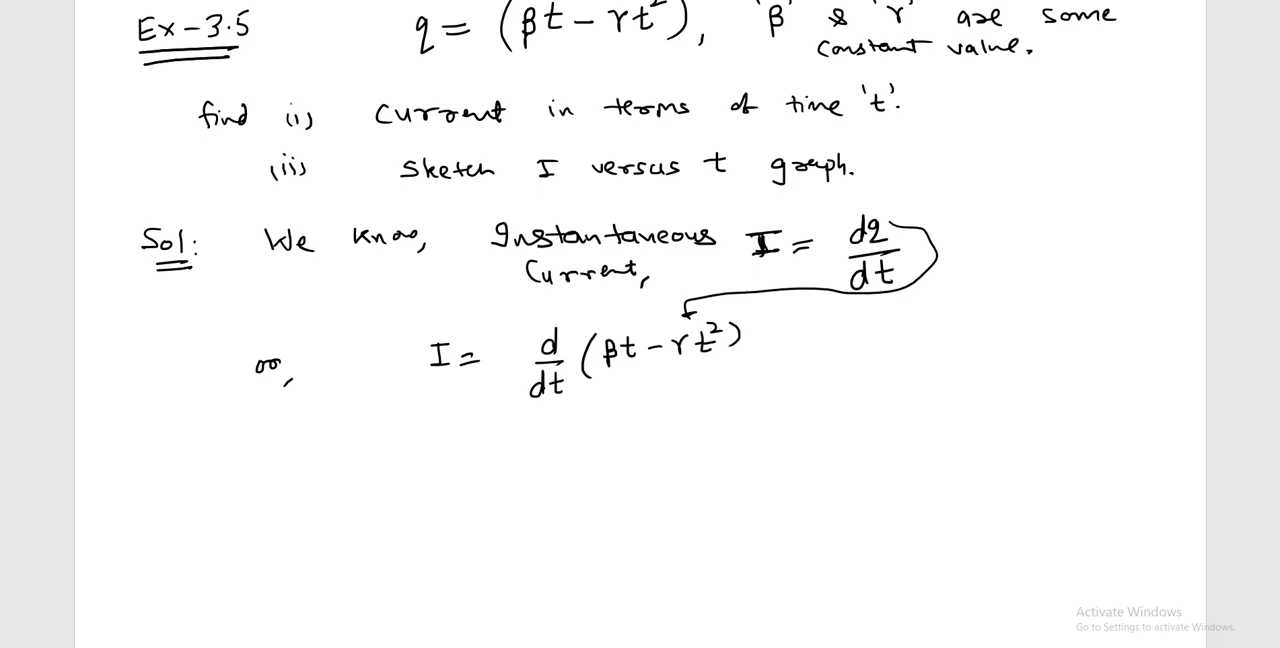 Ex-3.5 q = (βt - γt²), 'β' & 'γ' are some
constant value.
find (i) Current in terms of time 't'.
(ii) Sketch I versus t graph.
Sol: We know, Instantaneous I = dq/dt
Current,
or, I = d/dt (βt - γt²)
Activate Windows
Go to Settings to activate Windows.